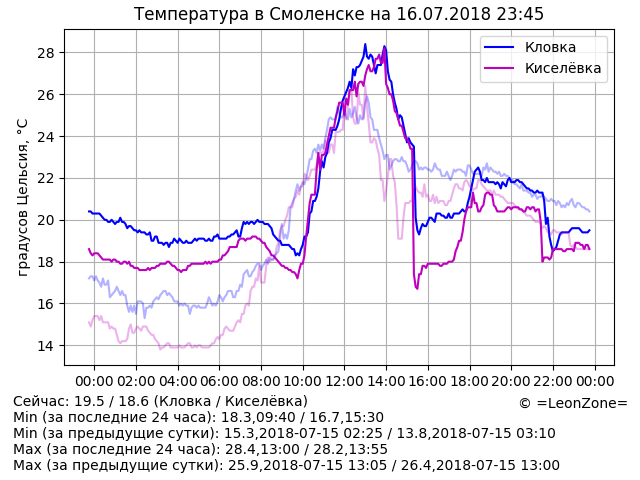 Температура в Смоленске на 16.07.2018 23:45
градусов Цельсия, °C
28
26
24
22
20
18
16
14
Кловка
Киселёвка
00:00 02:00 04:00 06:00 08:00 10:00 12:00 14:00 16:00 18:00 20:00 22:00 00:00
Сейчас: 19.5 / 18.6 (Кловка / Киселёвка)
© =LeonZone=
Min (за последние 24 часа): 18.3,09:40 / 16.7,15:30
Min (за предыдущие сутки): 15.3,2018-07-15 02:25 / 13.8,2018-07-15 03:10
Max (за последние 24 часа): 28.4,13:00 / 28.2,13:55
Max (за предыдущие сутки): 25.9,2018-07-15 13:05 / 26.4,2018-07-15 13:00